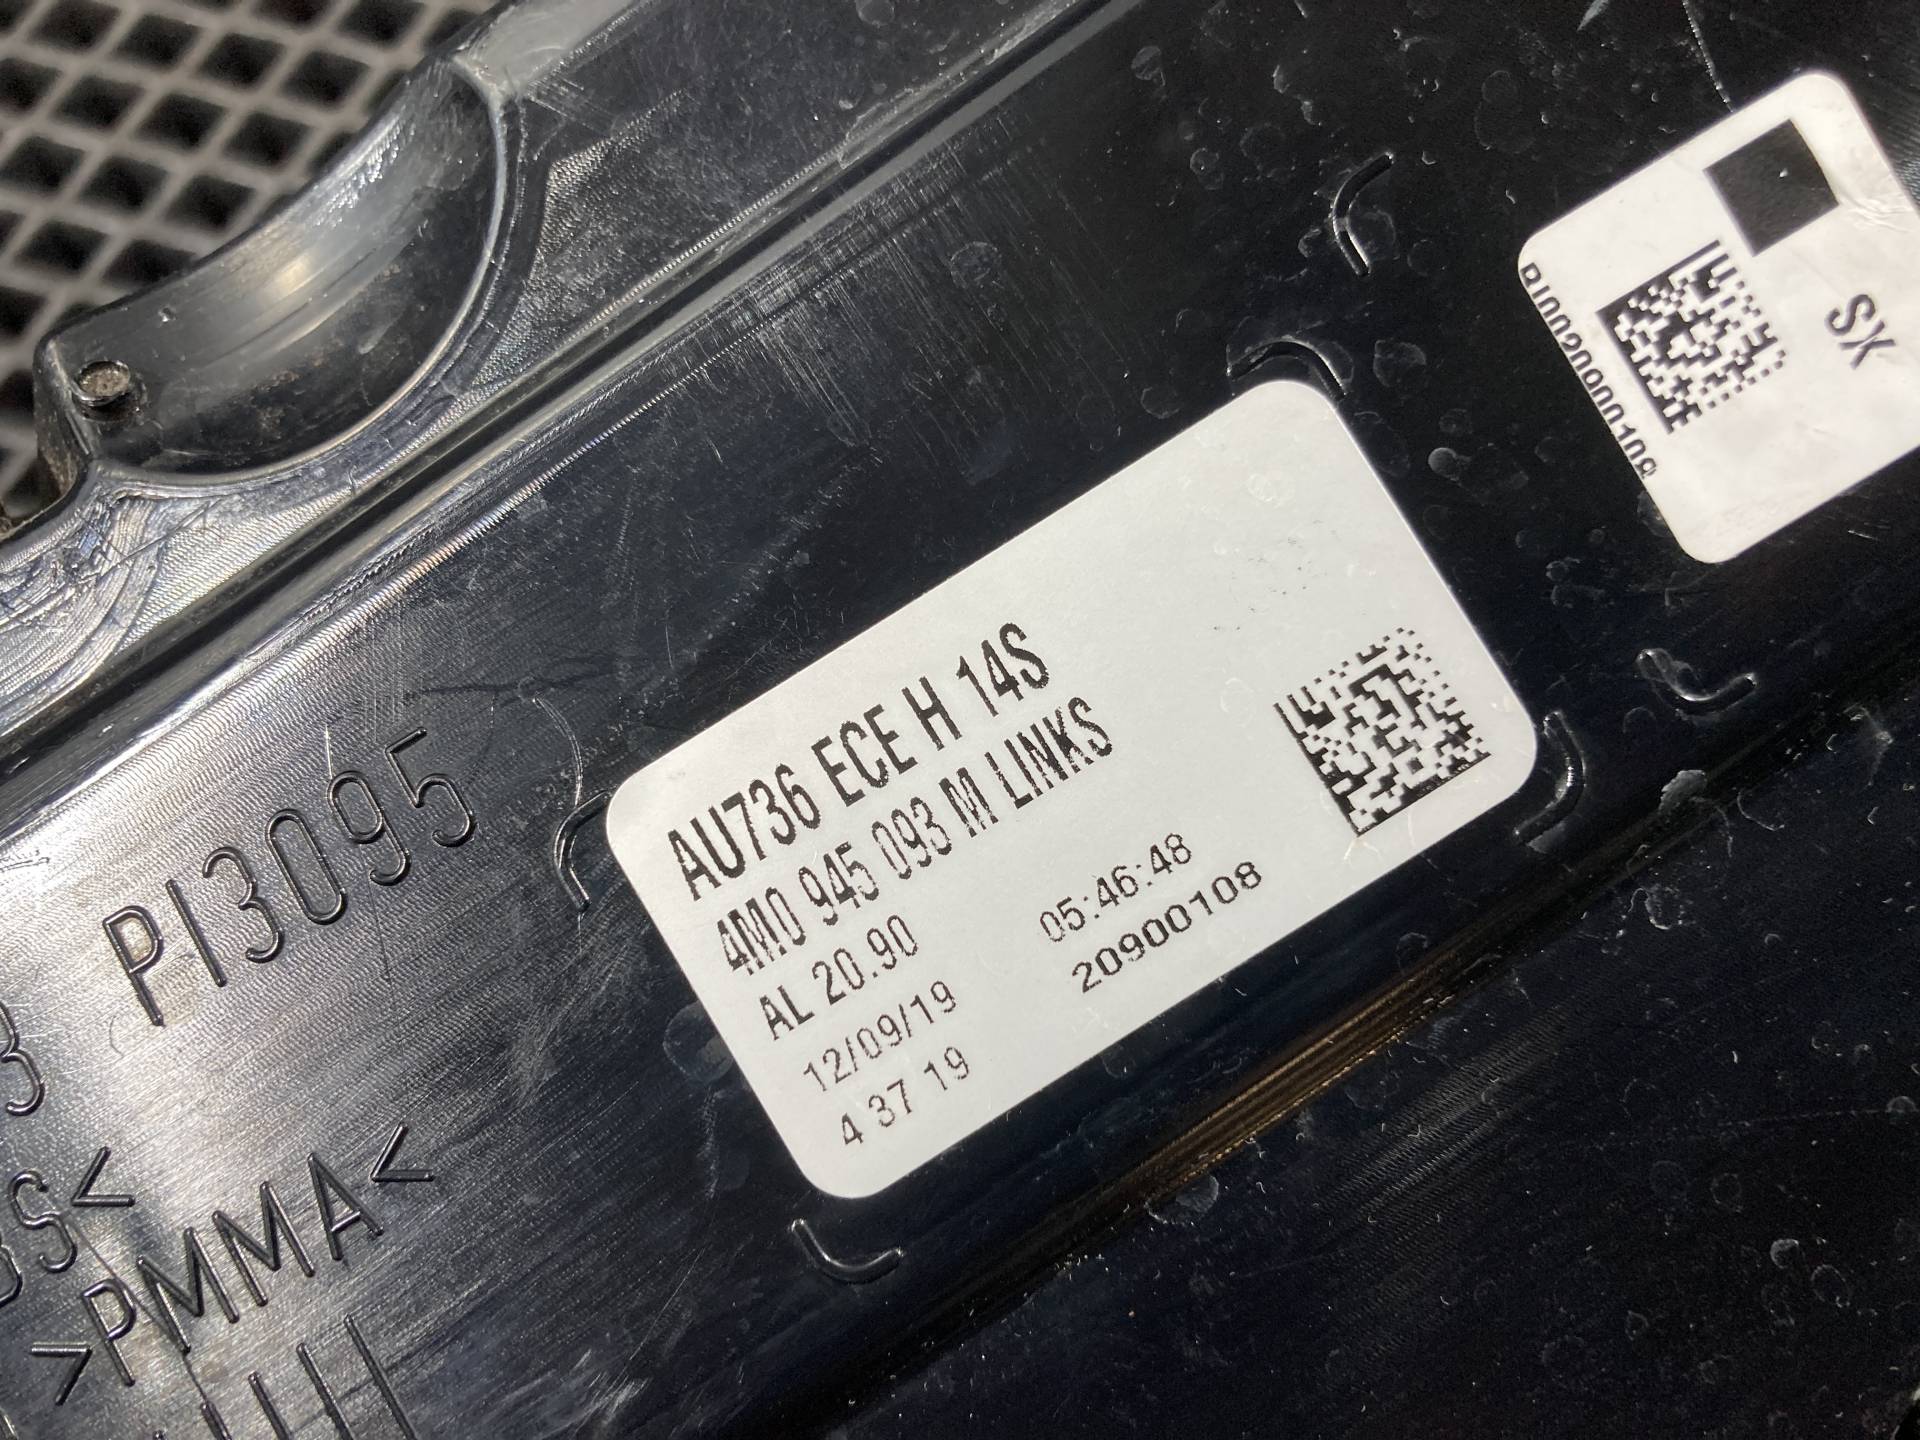 SX
AU736 ECE H 14S
4M0 945 093 M LINKS
AL 20.90
05:46:48
12/09/19
20900108
4 37 19
PI3095
>PMMA<